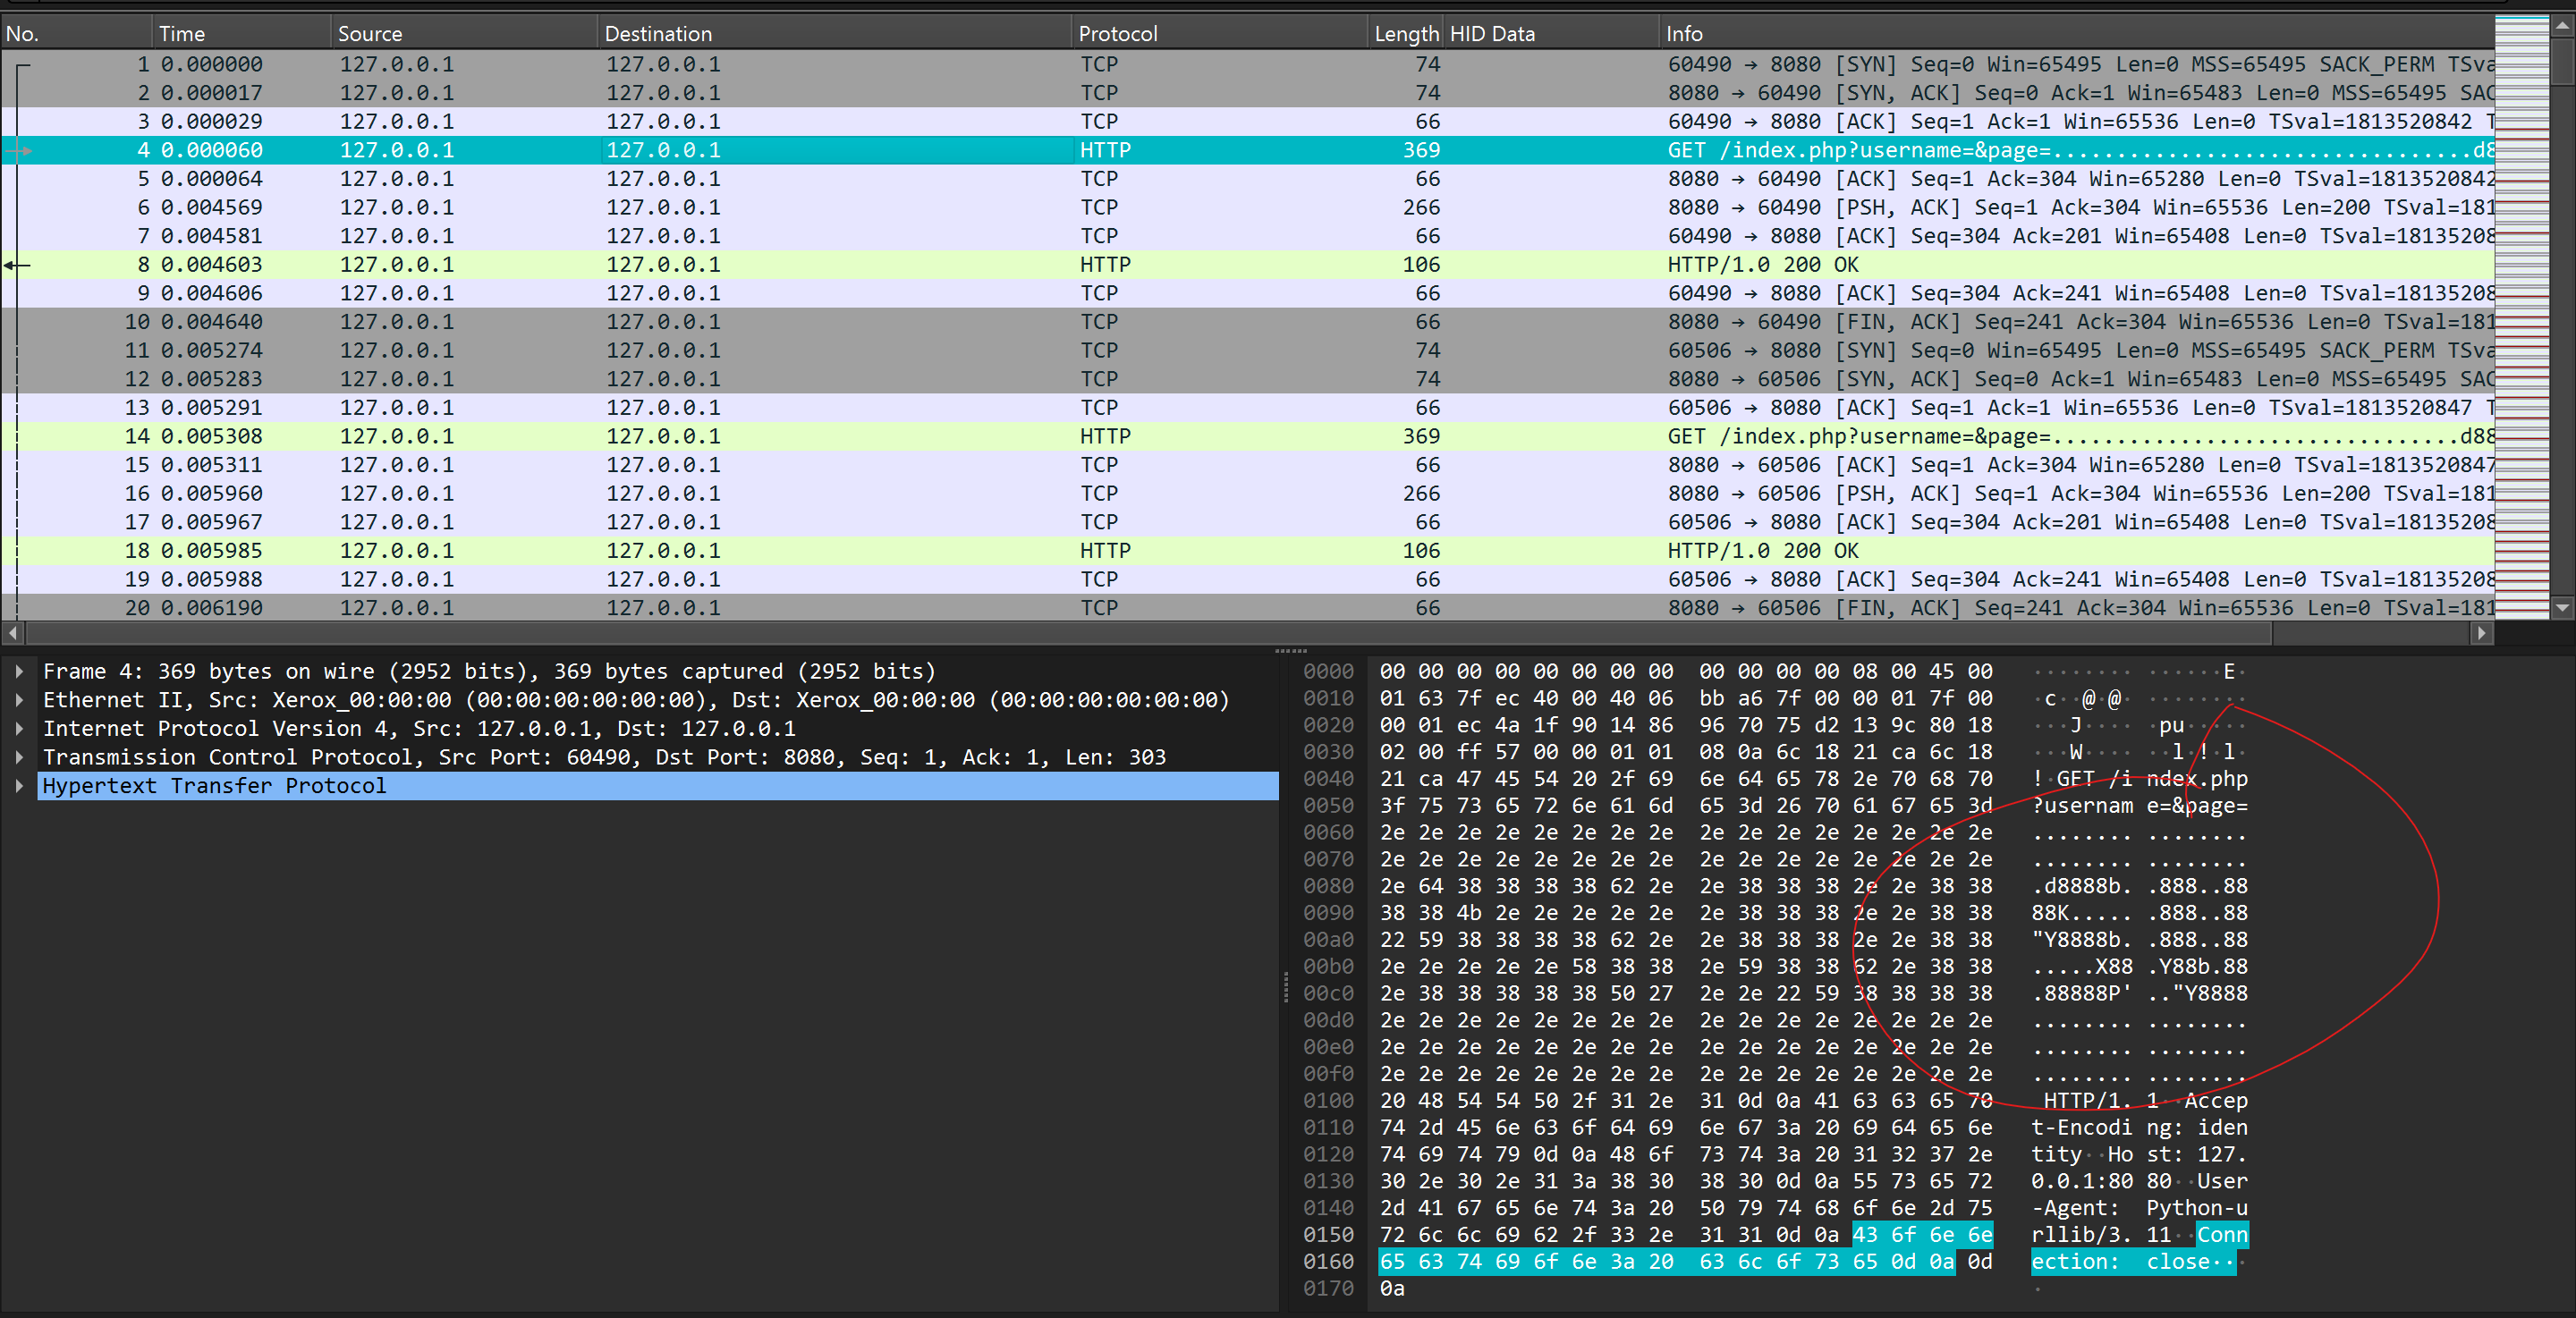 No. Time Source Destination Protocol Length HID Data Info
1 0.000000 127.0.0.1 127.0.0.1 TCP 74 60490 → 8080 [SYN] Seq=0 Win=65495 Len=0 MSS=65495 SACK_PERM TSva
2 0.000017 127.0.0.1 127.0.0.1 TCP 74 8080 → 60490 [SYN, ACK] Seq=0 Ack=1 Win=65483 Len=0 MSS=65495 SAC
3 0.000029 127.0.0.1 127.0.0.1 TCP 66 60490 → 8080 [ACK] Seq=1 Ack=1 Win=65536 Len=0 TSval=1813520842 T
4 0.000060 127.0.0.1 127.0.0.1 HTTP 369 GET /index.php?username=&page=.................................d8
5 0.000064 127.0.0.1 127.0.0.1 TCP 66 8080 → 60490 [ACK] Seq=1 Ack=304 Win=65280 Len=0 TSval=1813520842
6 0.004569 127.0.0.1 127.0.0.1 TCP 266 8080 → 60490 [PSH, ACK] Seq=1 Ack=304 Win=65536 Len=200 TSval=181
7 0.004581 127.0.0.1 127.0.0.1 TCP 66 60490 → 8080 [ACK] Seq=304 Ack=201 Win=65408 Len=0 TSval=18135208
8 0.004603 127.0.0.1 127.0.0.1 HTTP 106 HTTP/1.0 200 OK
9 0.004606 127.0.0.1 127.0.0.1 TCP 66 60490 → 8080 [ACK] Seq=304 Ack=241 Win=65408 Len=0 TSval=18135208
10 0.004640 127.0.0.1 127.0.0.1 TCP 66 8080 → 60490 [FIN, ACK] Seq=241 Ack=304 Win=65536 Len=0 TSval=181
11 0.005274 127.0.0.1 127.0.0.1 TCP 74 60506 → 8080 [SYN] Seq=0 Win=65495 Len=0 MSS=65495 SACK_PERM TSva
12 0.005283 127.0.0.1 127.0.0.1 TCP 74 8080 → 60506 [SYN, ACK] Seq=0 Ack=1 Win=65483 Len=0 MSS=65495 SAC
13 0.005291 127.0.0.1 127.0.0.1 TCP 66 60506 → 8080 [ACK] Seq=1 Ack=1 Win=65536 Len=0 TSval=1813520847 T
14 0.005308 127.0.0.1 127.0.0.1 HTTP 369 GET /index.php?username=&page=................................d88
15 0.005311 127.0.0.1 127.0.0.1 TCP 66 8080 → 60506 [ACK] Seq=1 Ack=304 Win=65280 Len=0 TSval=1813520847
16 0.005960 127.0.0.1 127.0.0.1 TCP 266 8080 → 60506 [PSH, ACK] Seq=1 Ack=304 Win=65536 Len=200 TSval=181
17 0.005967 127.0.0.1 127.0.0.1 TCP 66 60506 → 8080 [ACK] Seq=304 Ack=201 Win=65408 Len=0 TSval=18135208
18 0.005985 127.0.0.1 127.0.0.1 HTTP 106 HTTP/1.0 200 OK
19 0.005988 127.0.0.1 127.0.0.1 TCP 66 60506 → 8080 [ACK] Seq=304 Ack=241 Win=65408 Len=0 TSval=18135208
20 0.006190 127.0.0.1 127.0.0.1 TCP 66 8080 → 60506 [FIN, ACK] Seq=241 Ack=304 Win=65536 Len=0 TSval=181
Frame 4: 369 bytes on wire (2952 bits), 369 bytes captured (2952 bits)
Ethernet II, Src: Xerox_00:00:00 (00:00:00:00:00:00), Dst: Xerox_00:00:00 (00:00:00:00:00:00)
Internet Protocol Version 4, Src: 127.0.0.1, Dst: 127.0.0.1
Transmission Control Protocol, Src Port: 60490, Dst Port: 8080, Seq: 1, Ack: 1, Len: 303
Hypertext Transfer Protocol
0000 00 00 00 00 00 00 00 00 00 00 00 00 08 00 45 00 ········ ······E·
0010 01 63 7f ec 40 00 40 06 bb a6 7f 00 00 01 7f 00 ·c··@·@· ········
0020 00 01 ec 4a 1f 90 14 86 96 70 75 d2 13 9c 80 18 ···J···· ·pu·····
0030 02 00 ff 57 00 00 01 01 08 0a 6c 18 21 ca 6c 18 ···W···· ··l·!·l·
0040 21 ca 47 45 54 20 2f 69 6e 64 65 78 2e 70 68 70 !·GET /i ndex.php
0050 3f 75 73 65 72 6e 61 6d 65 3d 26 70 61 67 65 3d ?usernam e=&page=
0060 2e 2e 2e 2e 2e 2e 2e 2e 2e 2e 2e 2e 2e 2e 2e 2e ........ ........
0070 2e 2e 2e 2e 2e 2e 2e 2e 2e 2e 2e 2e 2e 2e 2e 2e ........ ........
0080 2e 64 38 38 38 38 62 2e 2e 38 38 38 2e 2e 38 38 .d8888b. .888..88
0090 38 38 4b 2e 2e 2e 2e 2e 2e 38 38 38 2e 2e 38 38 88K..... .888..88
00a0 22 59 38 38 38 38 62 2e 2e 38 38 38 2e 2e 38 38 "Y8888b. .888..88
00b0 2e 2e 2e 2e 2e 58 38 38 2e 59 38 38 62 2e 38 38 .....X88 .Y88b.88
00c0 2e 38 38 38 38 38 50 27 2e 2e 22 59 38 38 38 38 .88888P' .."Y8888
00d0 2e 2e 2e 2e 2e 2e 2e 2e 2e 2e 2e 2e 2e 2e 2e 2e ........ ........
00e0 2e 2e 2e 2e 2e 2e 2e 2e 2e 2e 2e 2e 2e 2e 2e 2e ........ ........
00f0 2e 2e 2e 2e 2e 2e 2e 2e 2e 2e 2e 2e 2e 2e 2e 2e ........ ........
0100 20 48 54 54 50 2f 31 2e 31 0d 0a 41 63 63 65 70 HTTP/1. 1··Accep
0110 74 2d 45 6e 63 6f 64 69 6e 67 3a 20 69 64 65 6e t-Encodi ng: iden
0120 74 69 74 79 0d 0a 48 6f 73 74 3a 20 31 32 37 2e tity··Ho st: 127.
0130 30 2e 30 2e 31 3a 38 30 38 30 0d 0a 55 73 65 72 0.0.1:80 80··User
0140 2d 41 67 65 6e 74 3a 20 50 79 74 68 6f 6e 2d 75 -Agent: Python-u
0150 72 6c 6c 69 62 2f 33 2e 31 31 0d 0a 43 6f 6e 6e rllib/3. 11··Conn
0160 65 63 74 69 6f 6e 3a 20 63 6c 6f 73 65 0d 0a 0d ection: close···
0170 0a ·